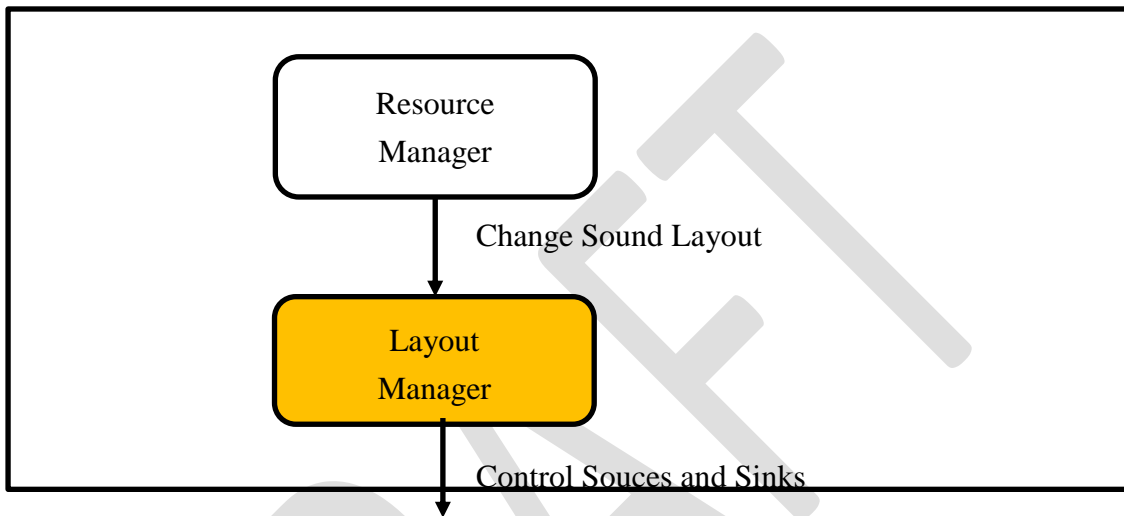 Resource
Manager
Change Sound Layout
Layout
Manager
Control Souces and Sinks